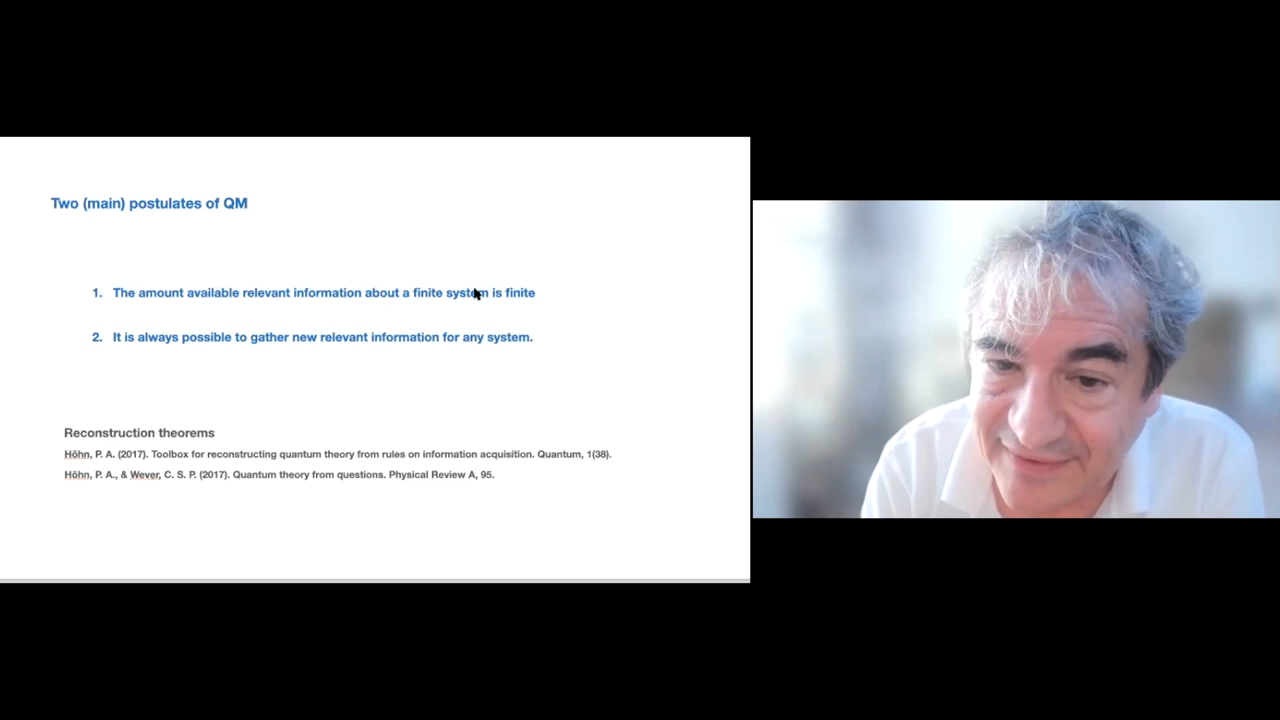 Two (main) postulates of QM
1. The amount available relevant information about a finite system is finite
2. It is always possible to gather new relevant information for any system.
Reconstruction theorems
Höhn, P. A. (2017). Toolbox for reconstructing quantum theory from rules on information acquisition. Quantum, 1(38).
Höhn, P. A., & Wever, C. S. P. (2017). Quantum theory from questions. Physical Review A, 95.